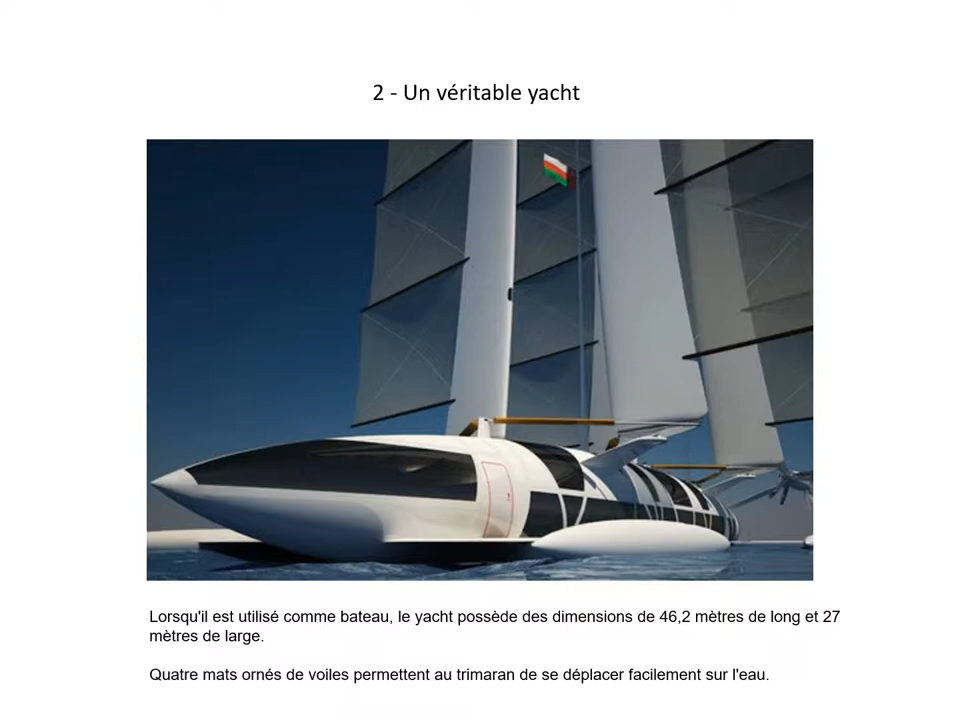 2 - Un véritable yacht
Lorsqu'il est utilisé comme bateau, le yacht possède des dimensions de 46,2 mètres de long et 27
mètres de large.
Quatre mats ornés de voiles permettent au trimaran de se déplacer facilement sur l'eau.